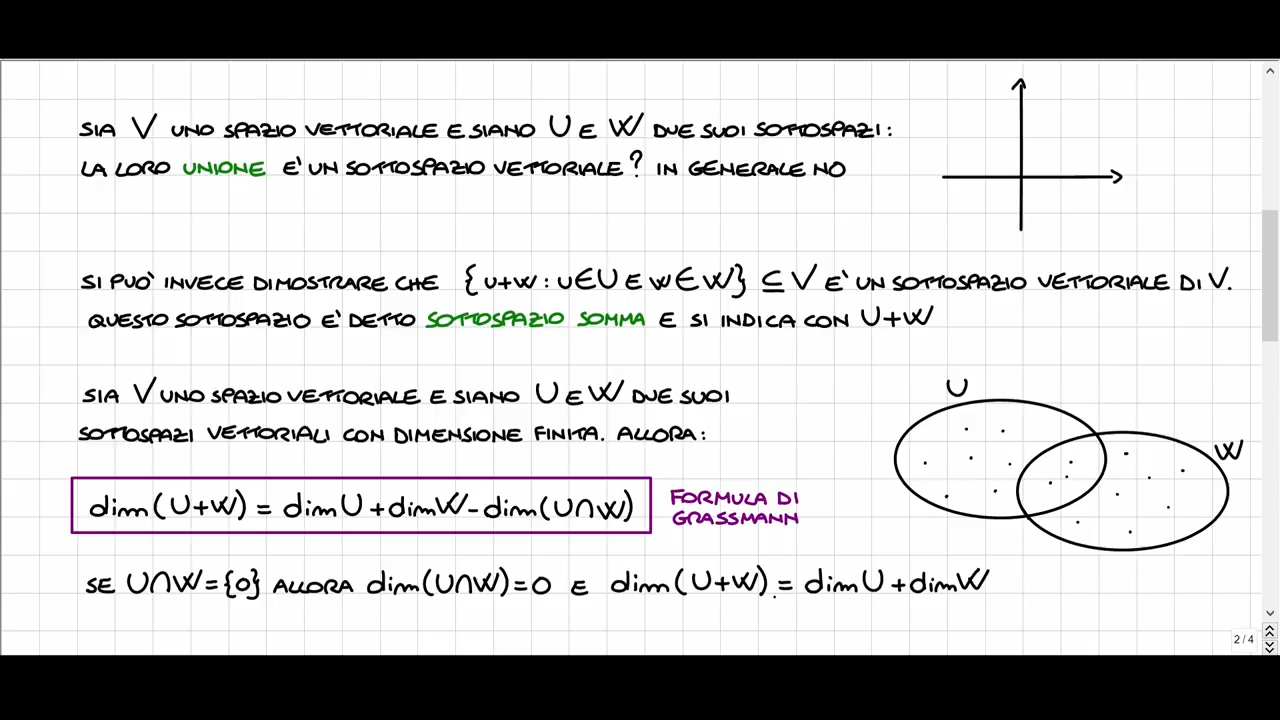 SIA V UNO SPAZIO VETTORIALE E SIANO U E W DUE SUOI SOTTOSPAZI:
LA LORO UNIONE E' UN SOTTOSPAZIO VETTORIALE? IN GENERALE NO
SI PUO' INVECE DIMOSTRARE CHE {u+w : u∈U E w∈W} ⊆ V E' UN SOTTOSPAZIO VETTORIALE DI V.
QUESTO SOTTOSPAZIO E' DETTO SOTTOSPAZIO SOMMA E SI INDICA CON U+W
SIA V UNO SPAZIO VETTORIALE E SIANO U E W DUE SUOI
SOTTOSPAZI VETTORIALI CON DIMENSIONE FINITA. ALLORA:
U
W
dim(U+W) = dimU + dimW - dim(U∩W)
FORMULA DI
GRASSMANN
SE U∩W={0} ALLORA dim(U∩W)=0 E dim(U+W) = dimU + dimW
2/4